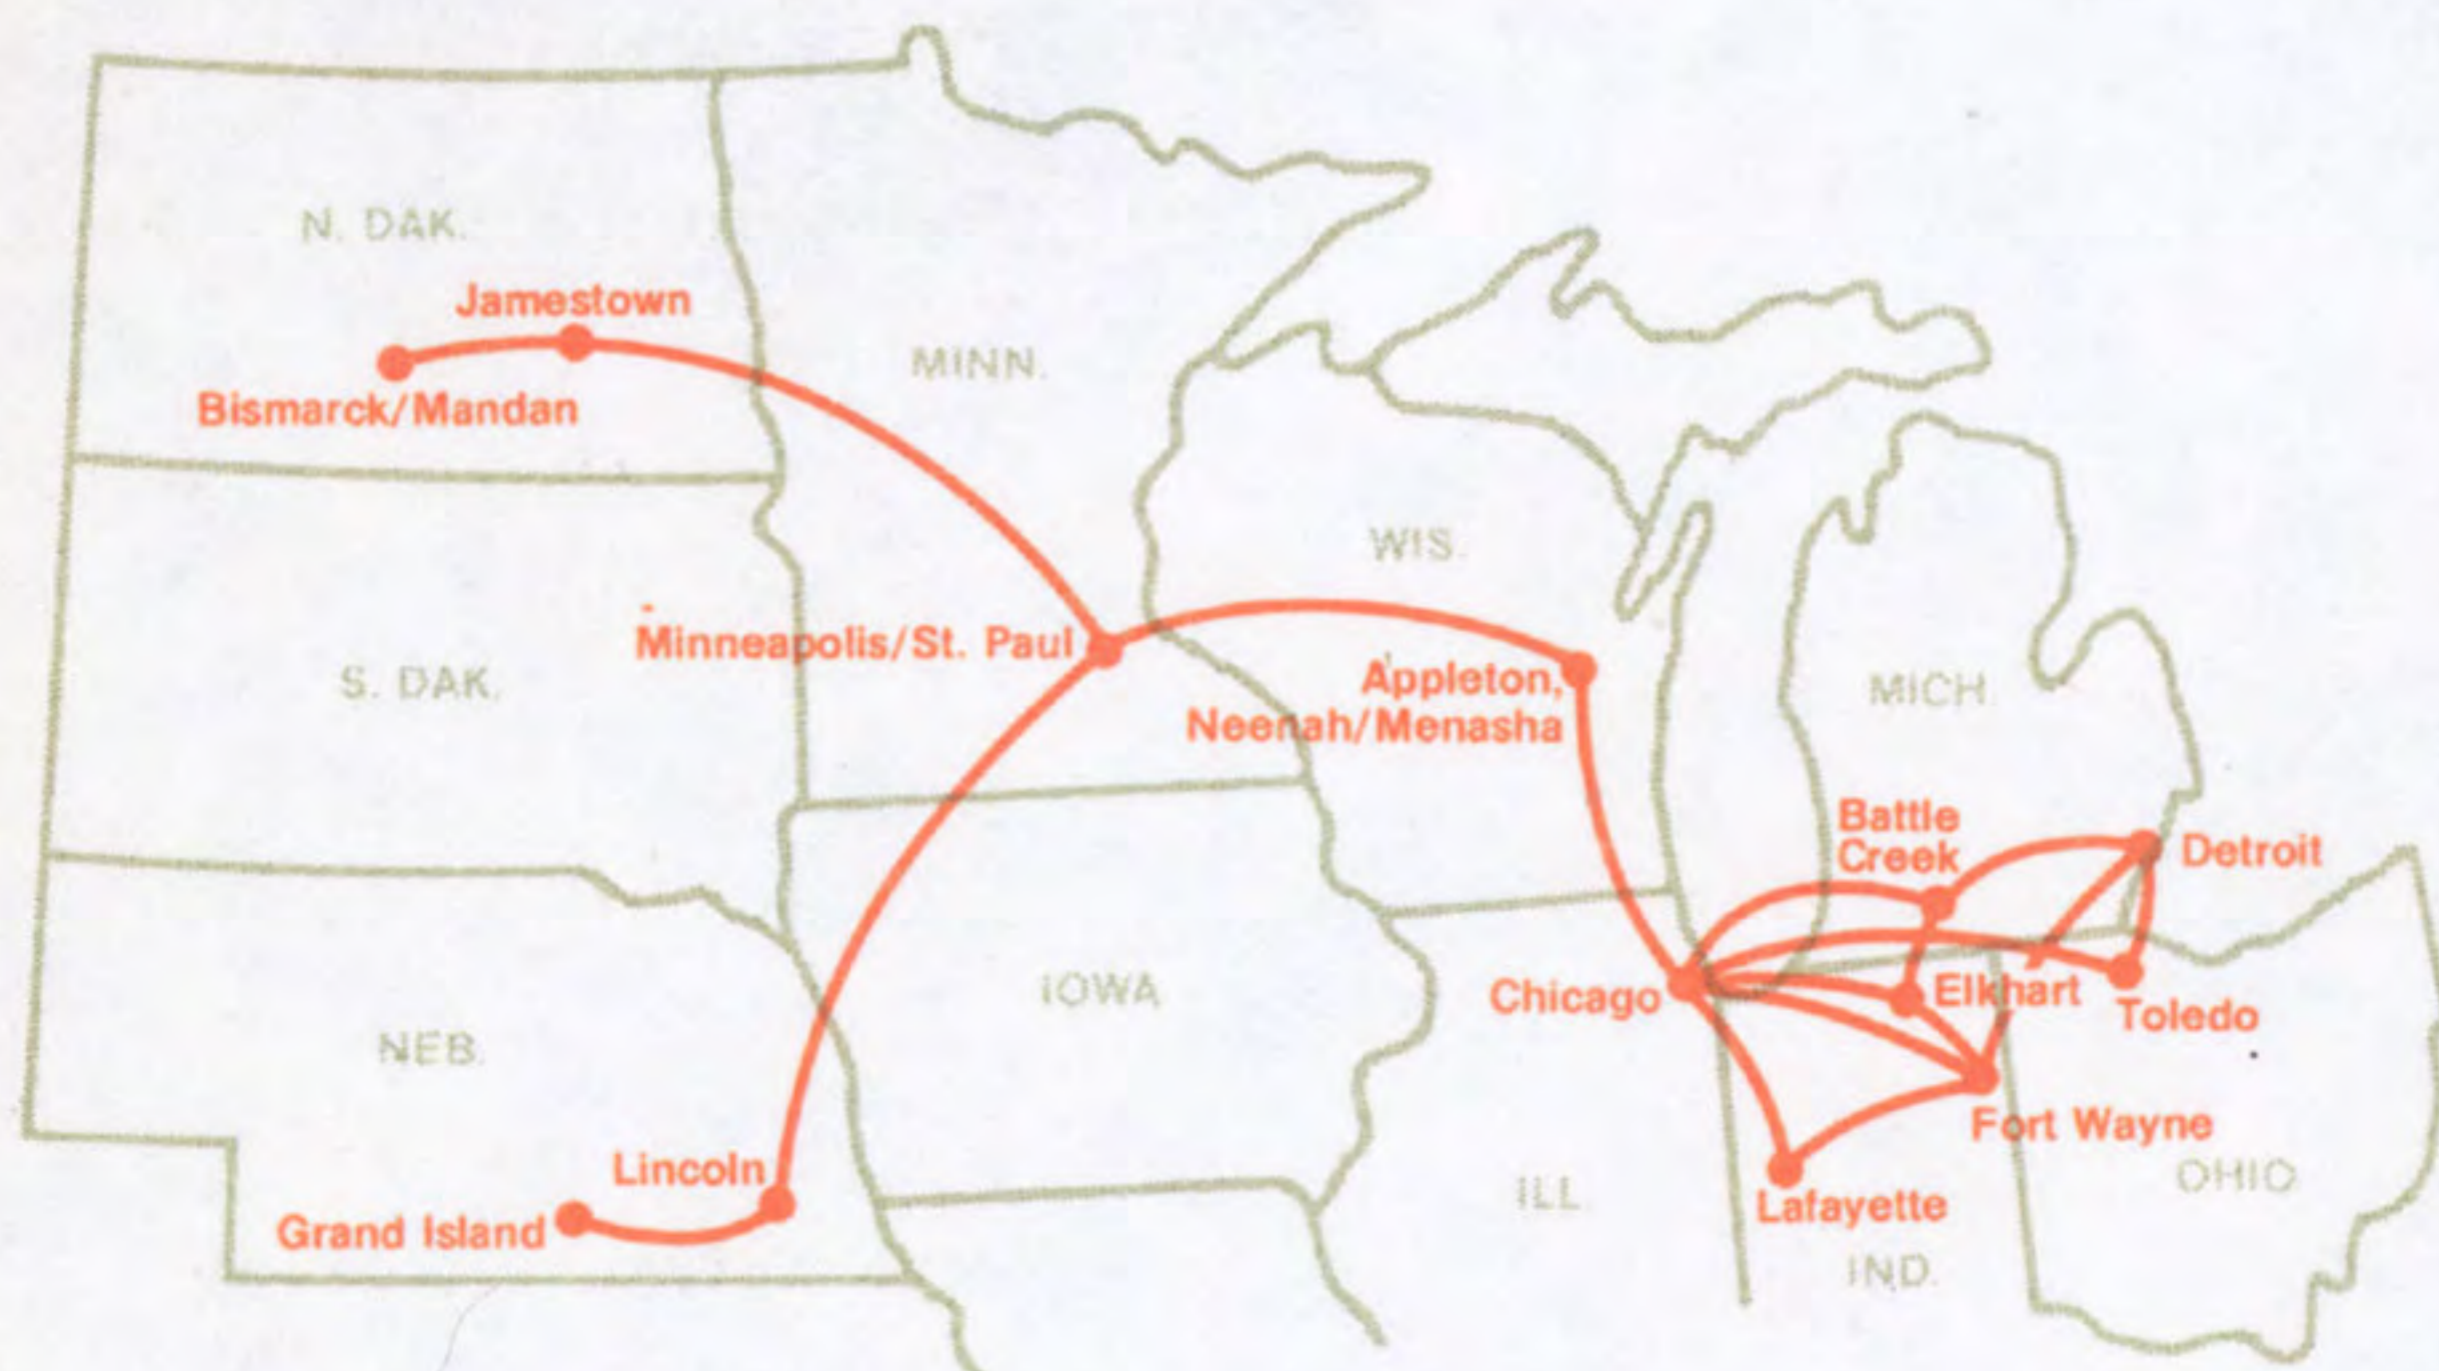 N. DAK.
Jamestown
Bismarck/Mandan
MINN.
WIS.
Minneapolis/St. Paul
S. DAK.
Appleton,
Neenah/Menasha
MICH.
Battle
Creek
Detroit
IOWA
Chicago
Elkhart
Toledo
NEB.
Fort Wayne
Lincoln
Grand Island
ILL.
Lafayette
OHIO
IND.